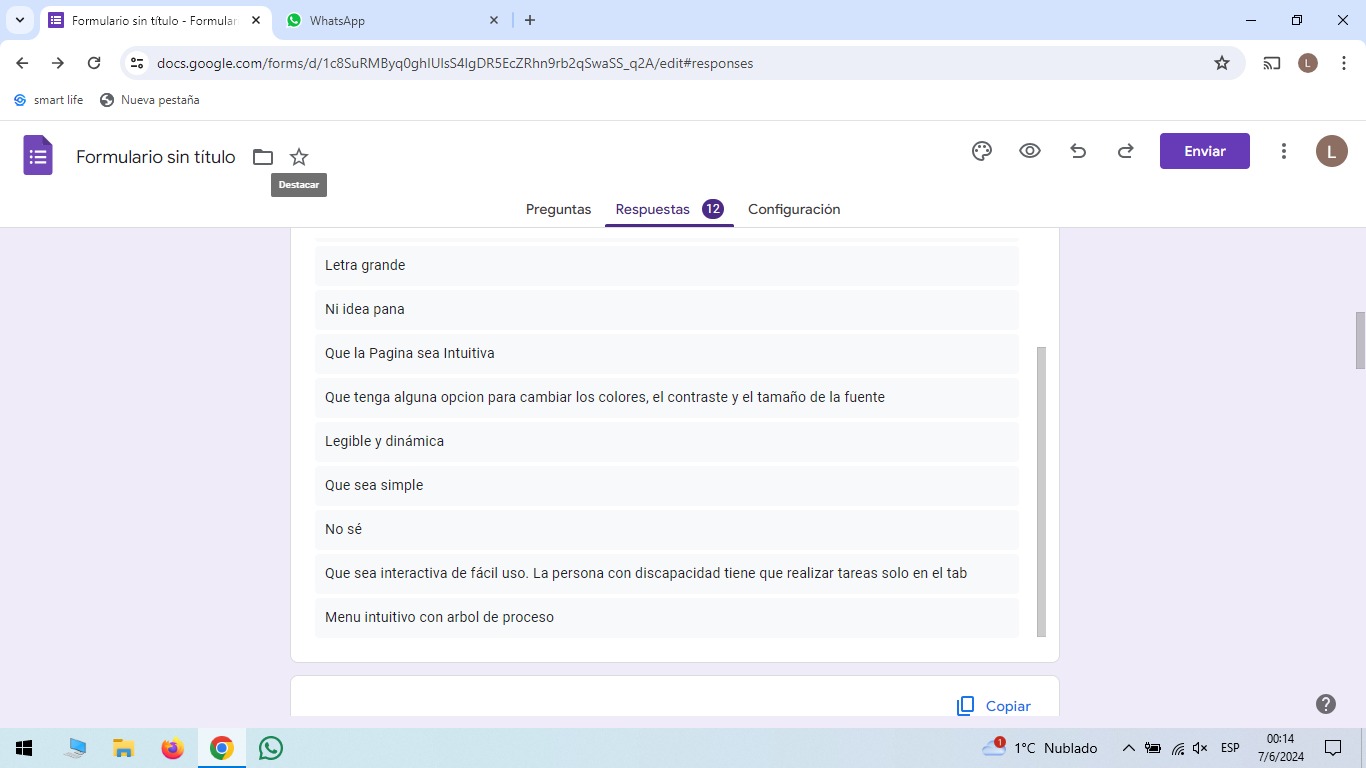 Formulario sin título - Formular
WhatsApp
docs.google.com/forms/d/1c8SuRMByq0ghlUlsS4lgDR5EcZRhn9rb2qSwaSS_q2A/edit#responses
L
smart life
Nueva pestaña
Formulario sin título
Enviar
L
Destacar
Preguntas
Respuestas 12
Configuración
Letra grande
Ni idea pana
Que la Pagina sea Intuitiva
Que tenga alguna opcion para cambiar los colores, el contraste y el tamaño de la fuente
Legible y dinámica
Que sea simple
No sé
Que sea interactiva de fácil uso. La persona con discapacidad tiene que realizar tareas solo en el tab
Menu intuitivo con arbol de proceso
Copiar
1
1°C Nublado
ESP
00:14
7/6/2024